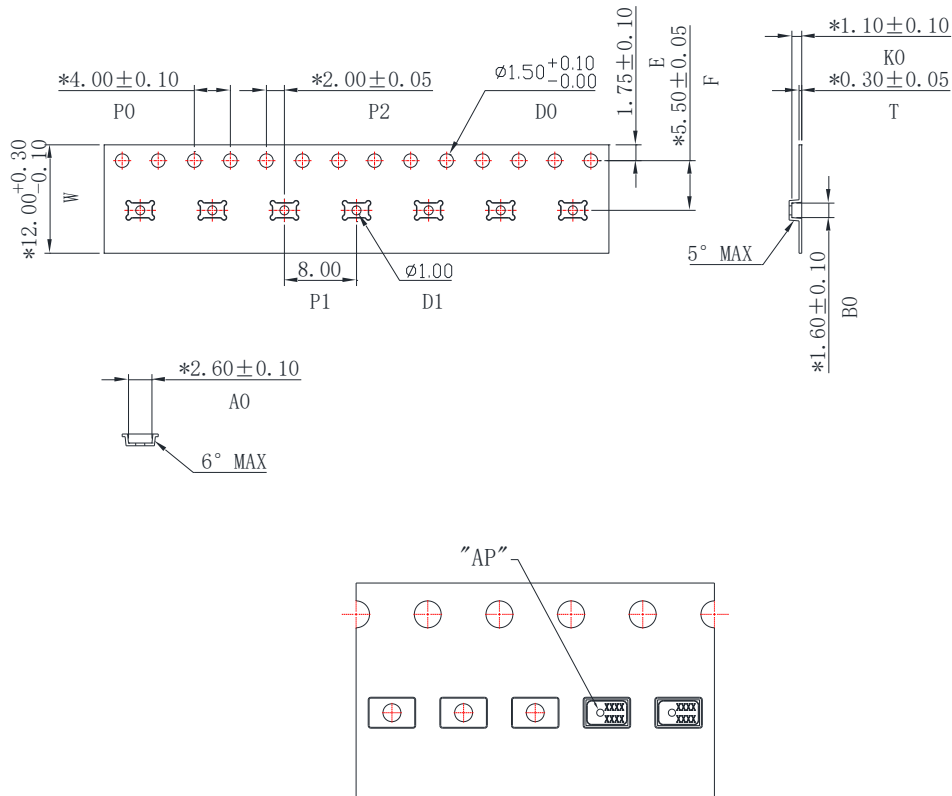 *4.00±0.10
P0
*2.00±0.05
P2
ø1.50+0.10-0.00
D0
1.75±0.10
E
*5.50±0.05
F
*1.10±0.10
K0
*0.30±0.05
T
*12.00+0.30-0.10
W
8.00
P1
ø1.00
D1
5° MAX
*1.60±0.10
B0
*2.60±0.10
A0
6° MAX
"AP"
XXXX
XXXX
XXXX
XXXX